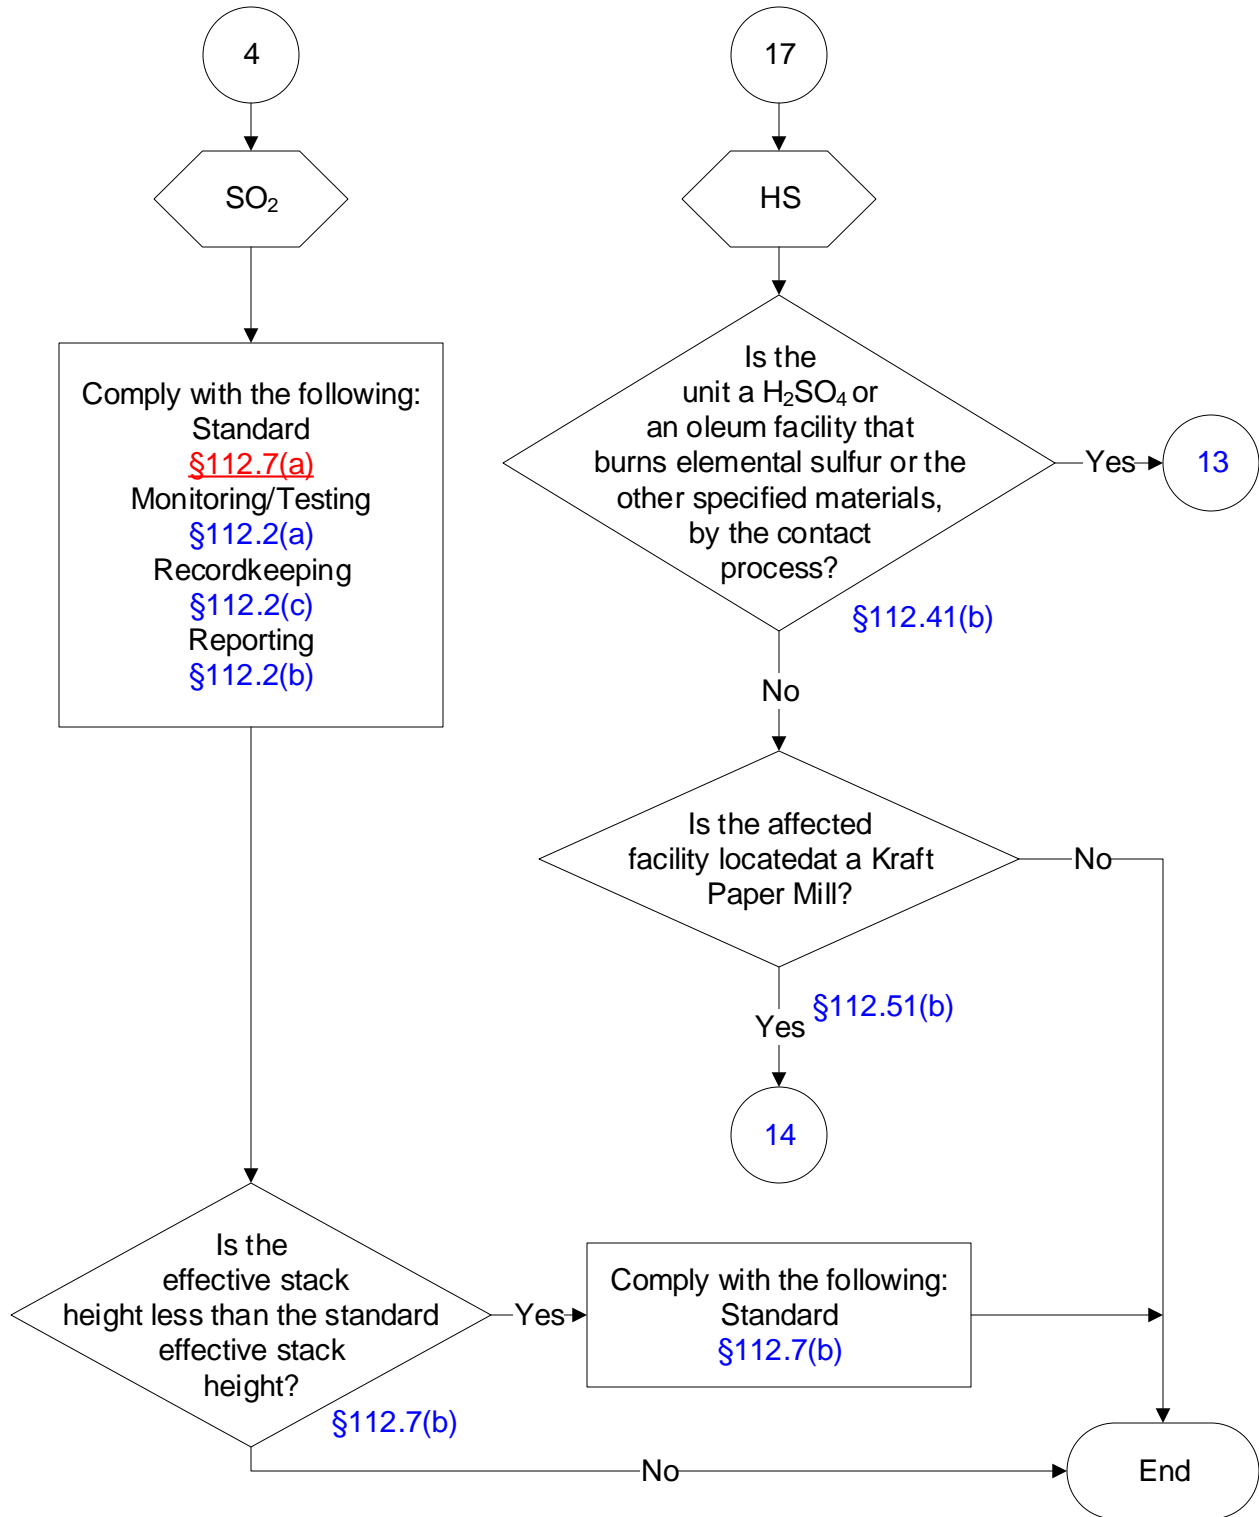 4
SO₂
Comply with the following:
Standard
§112.7(a)
Monitoring/Testing
§112.2(a)
Recordkeeping
§112.2(c)
Reporting
§112.2(b)
Is the
effective stack
height less than the standard
effective stack
height?
§112.7(b)
Yes
Comply with the following:
Standard
§112.7(b)
No
17
HS
Is the
unit a H₂SO₄ or
an oleum facility that
burns elemental sulfur or the
other specified materials,
by the contact
process?
§112.41(b)
Yes
13
No
Is the affected
facility locatedat a Kraft
Paper Mill?
§112.51(b)
No
Yes
14
End